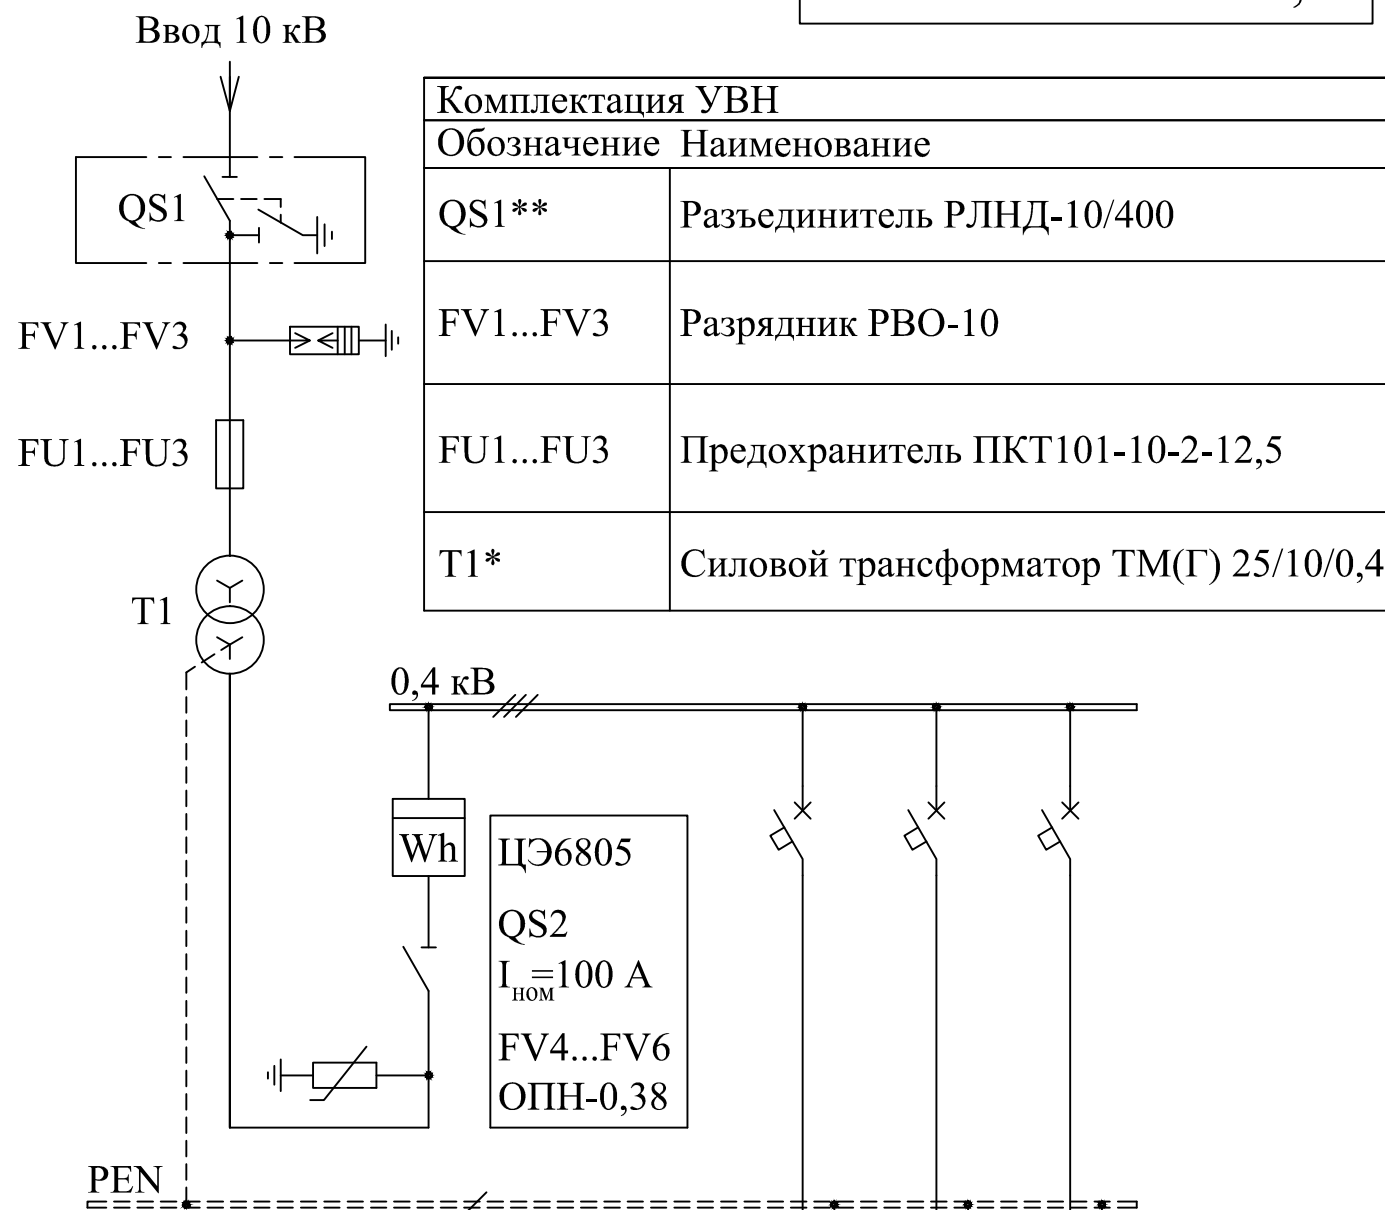 Ввод 10 кВ
Комплектация УВН
Обозначение Наименование
QS1
QS1** Разъединитель РЛНД-10/400
FV1...FV3
FV1...FV3 Разрядник РВО-10
FU1...FU3
FU1...FU3 Предохранитель ПКТ101-10-2-12,5
T1* Силовой трансформатор ТМ(Г) 25/10/0,4
T1
0,4 кВ
Wh
ЦЭ6805
QS2
Iном=100 А
FV4...FV6
ОПН-0,38
PEN